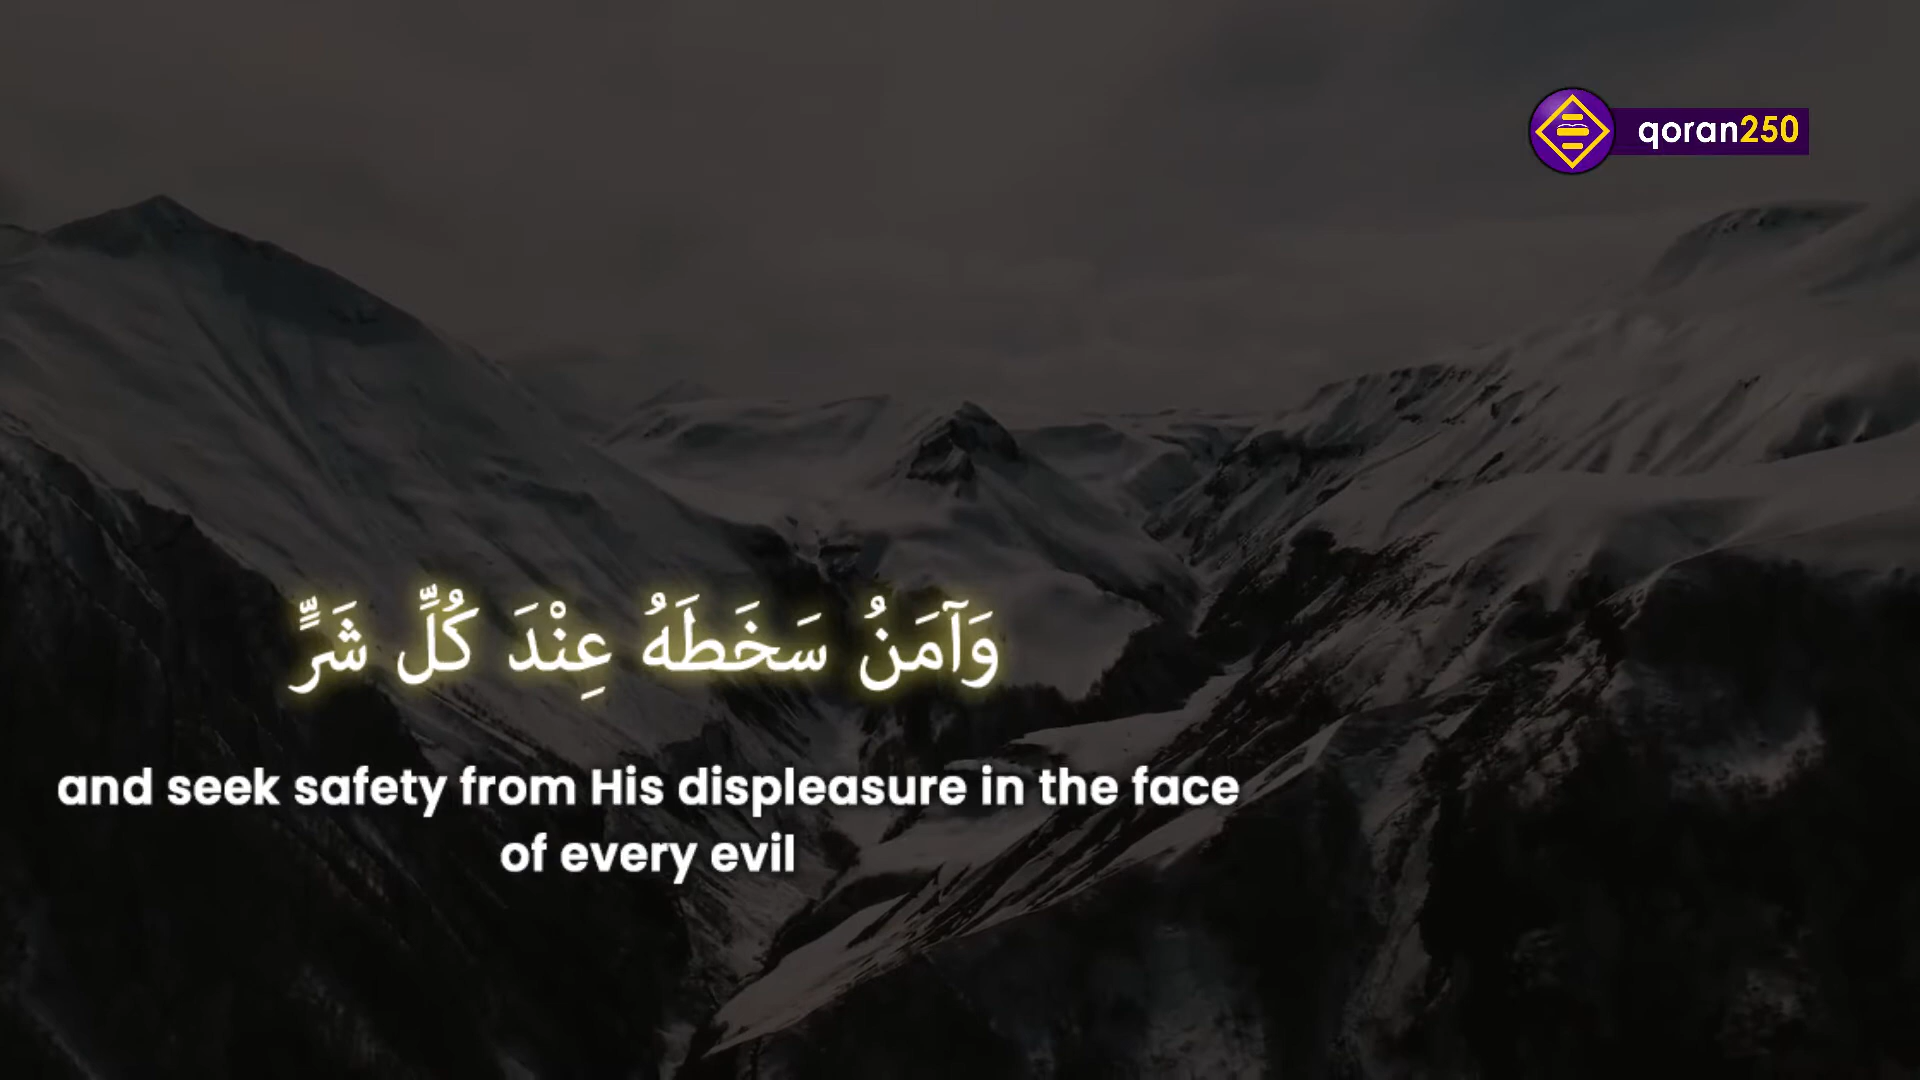 qoran250
وَآمَنُ سَخَطَهُ عِنْدَ كُلِّ شَرٍّ
and seek safety from His displeasure in the face
of every evil